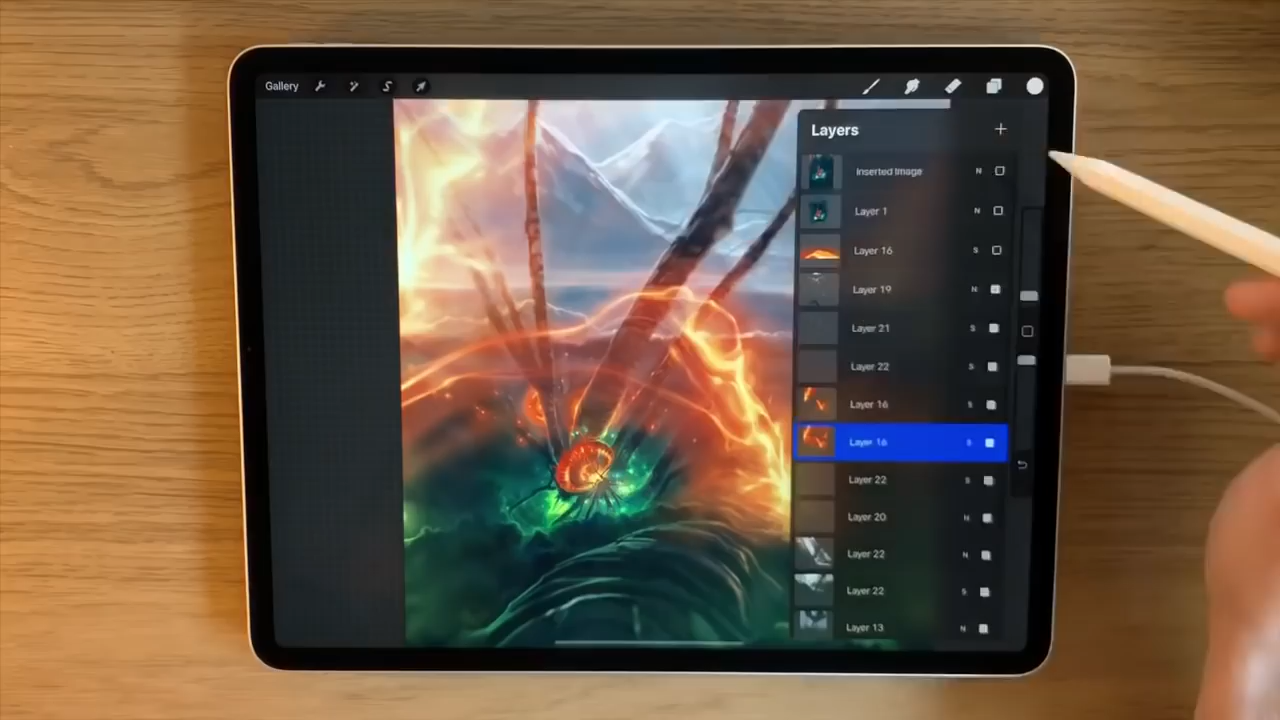 Gallery
Layers
Inserted Image N
Layer 1 N
Layer 16 S
Layer 19 N
Layer 21 S
Layer 22 S
Layer 16 S
Layer 16 S
Layer 22 S
Layer 20 N
Layer 22 N
Layer 22 S
Layer 13 N